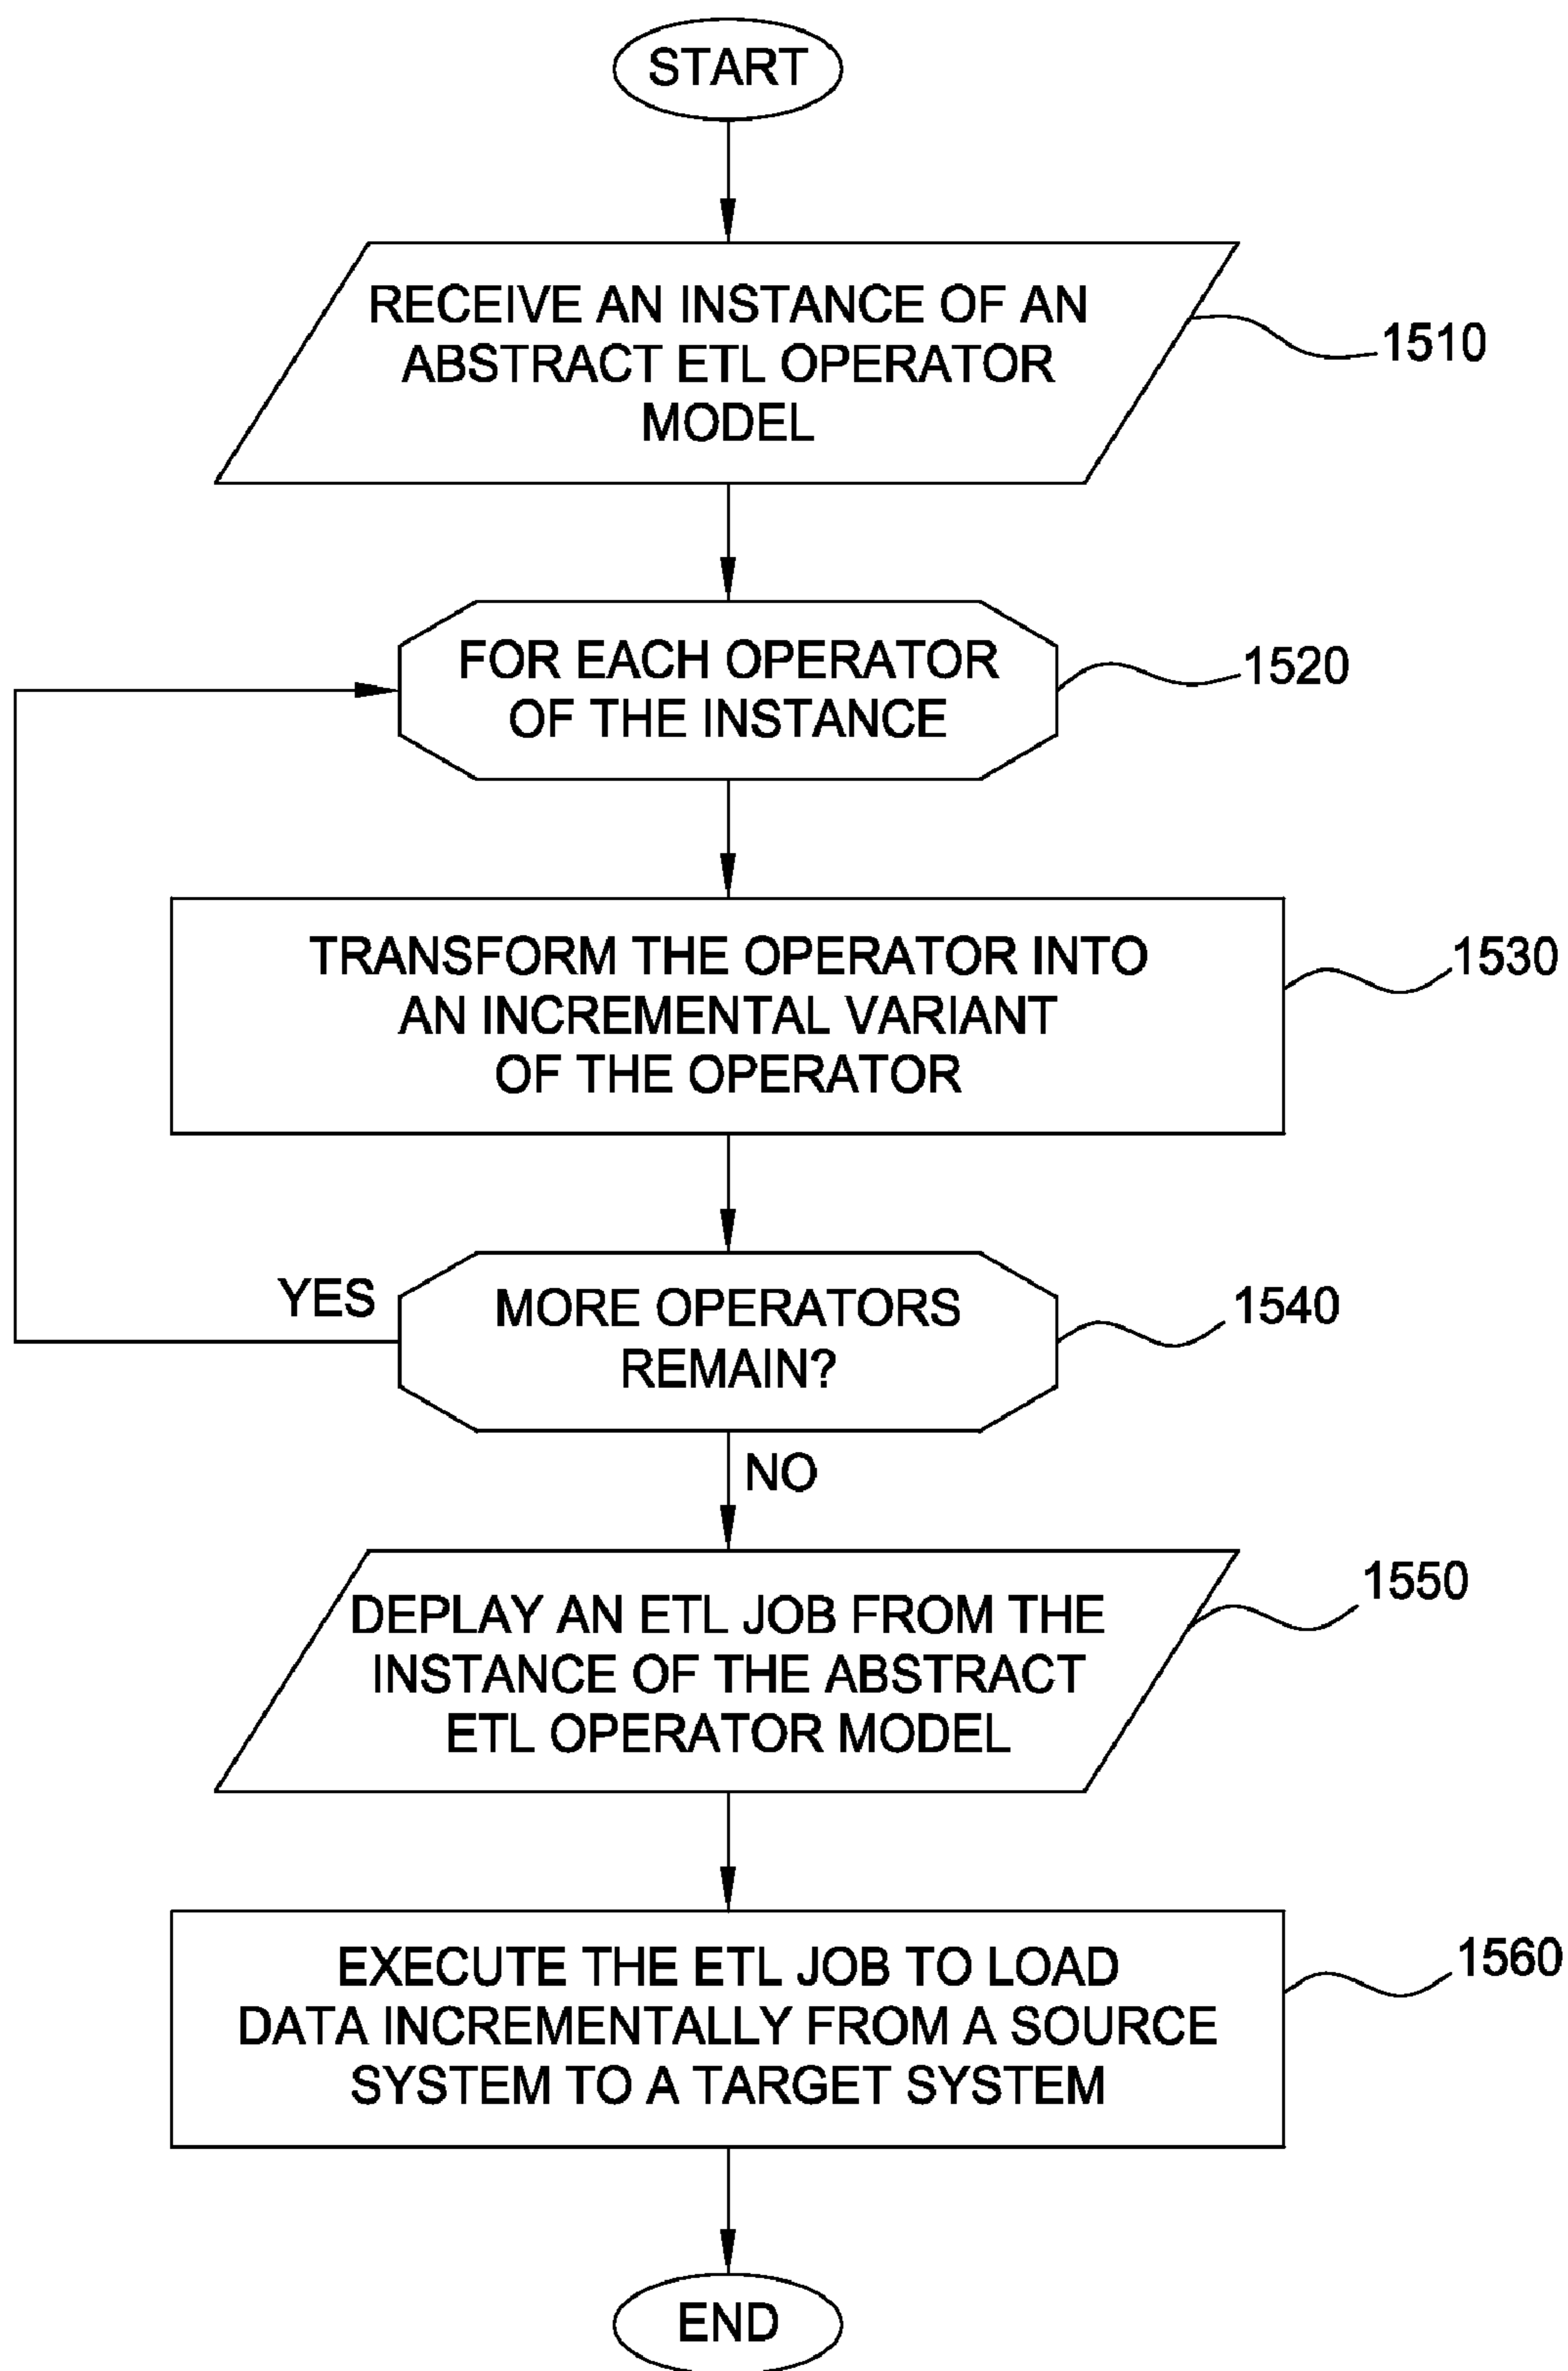 START
RECEIVE AN INSTANCE OF AN
ABSTRACT ETL OPERATOR
MODEL
1510
FOR EACH OPERATOR
OF THE INSTANCE
1520
TRANSFORM THE OPERATOR INTO
AN INCREMENTAL VARIANT
OF THE OPERATOR
1530
YES
MORE OPERATORS
REMAIN?
1540
NO
DEPLAY AN ETL JOB FROM THE
INSTANCE OF THE ABSTRACT
ETL OPERATOR MODEL
1550
EXECUTE THE ETL JOB TO LOAD
DATA INCREMENTALLY FROM A SOURCE
SYSTEM TO A TARGET SYSTEM
1560
END